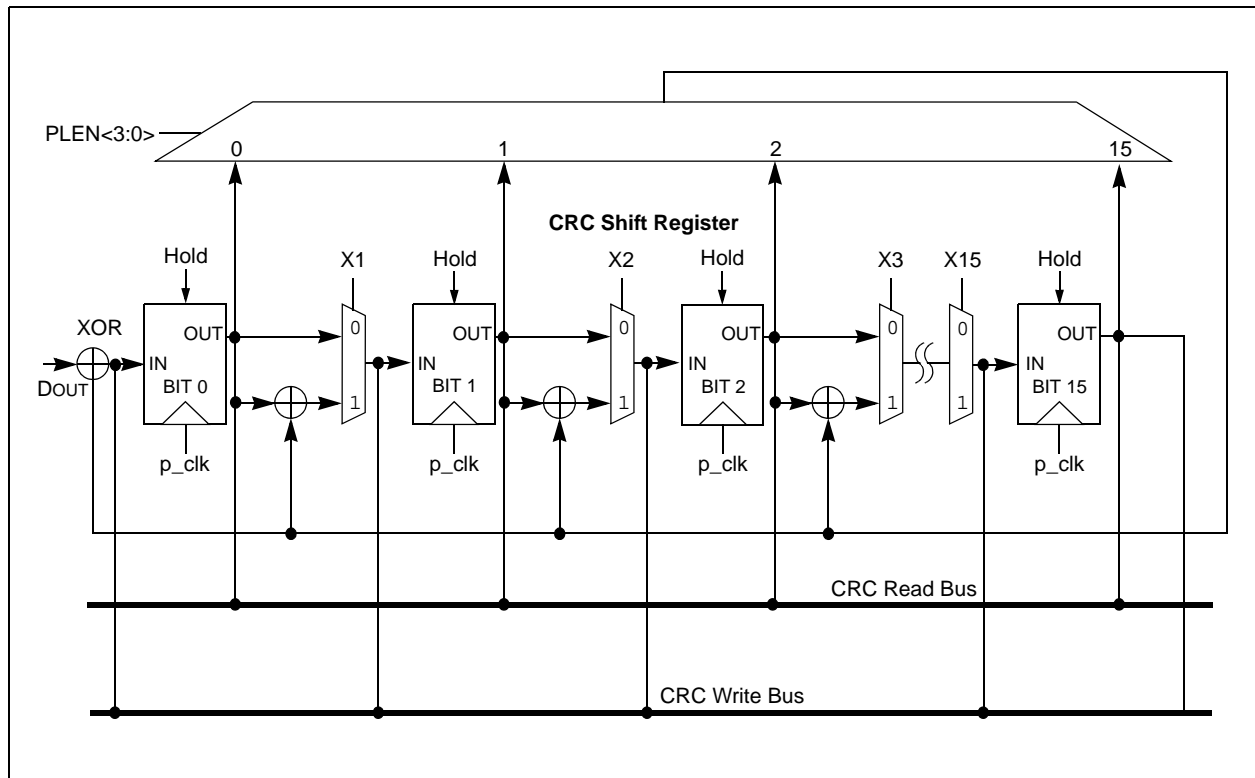 PLEN<3:0>
0 1 2 15
CRC Shift Register
Hold X1 Hold X2 Hold X3 X15 Hold
XOR
OUT 0 OUT 0 OUT 0 0 OUT
IN IN IN IN
DOUT BIT 0 1 BIT 1 1 BIT 2 1 1 BIT 15
p_clk p_clk p_clk p_clk
CRC Read Bus
CRC Write Bus